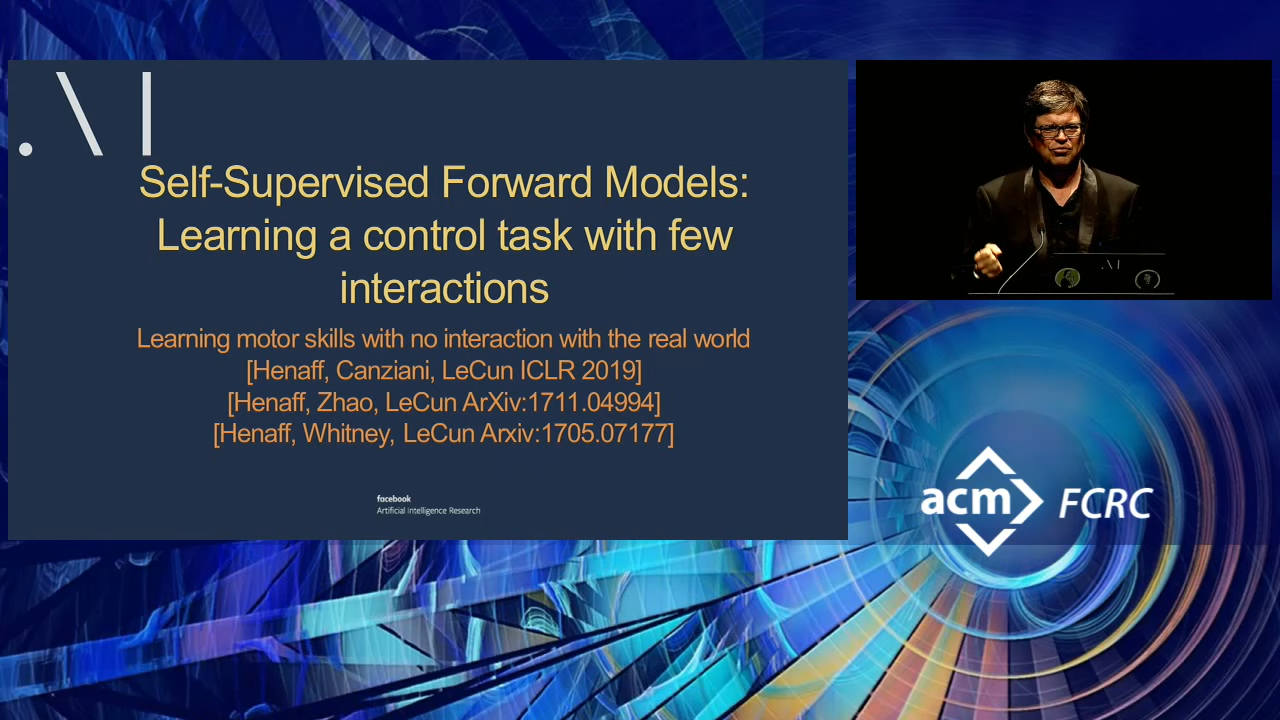 .\ |
Self-Supervised Forward Models:
Learning a control task with few
interactions
Learning motor skills with no interaction with the real world
[Henaff, Canziani, LeCun ICLR 2019]
[Henaff, Zhao, LeCun ArXiv:1711.04994]
[Henaff, Whitney, LeCun Arxiv:1705.07177]
facebook
Artificial Intelligence Research
acm FCRC